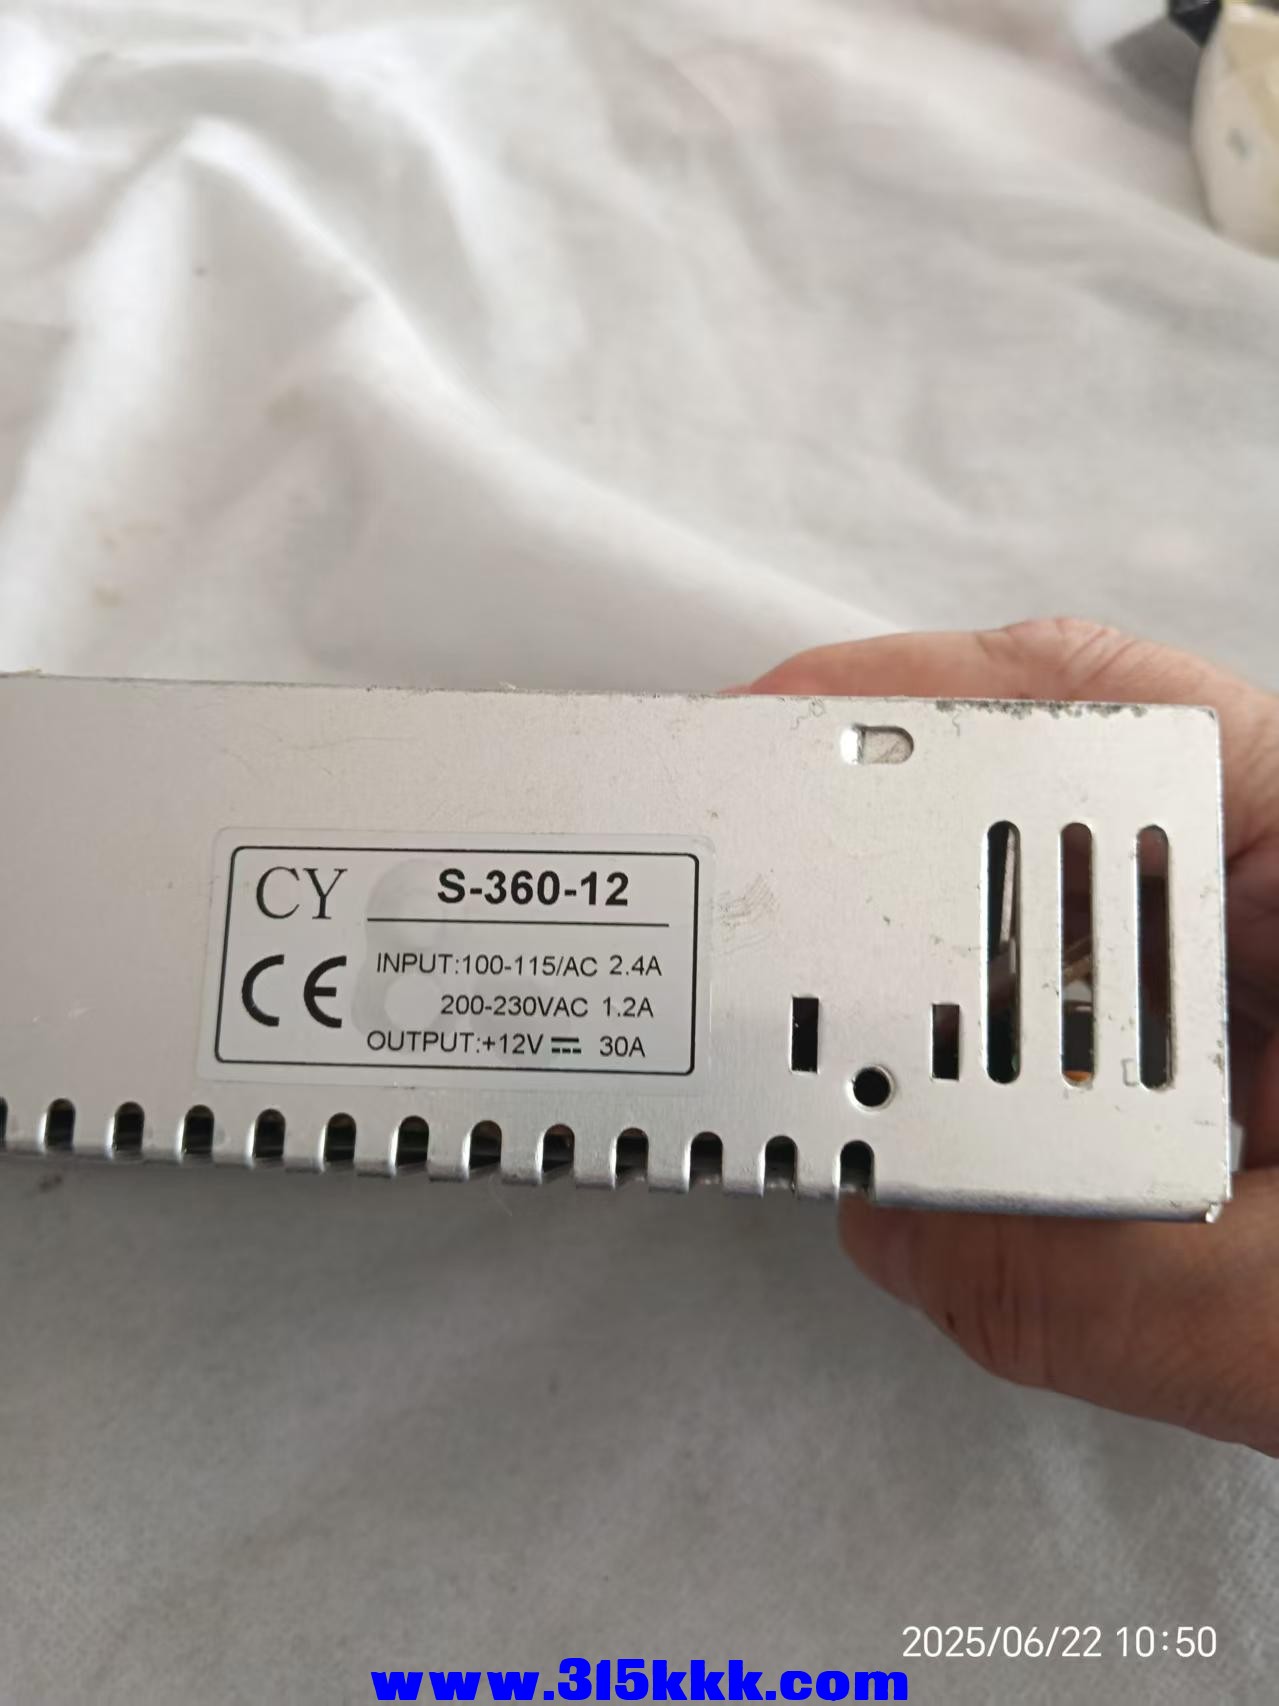 CY S-360-12
CE INPUT:100-115/AC 2.4A
200-230VAC 1.2A
OUTPUT:+12V⎓ 30A
2025/06/22 10:50
www.315kkk.com